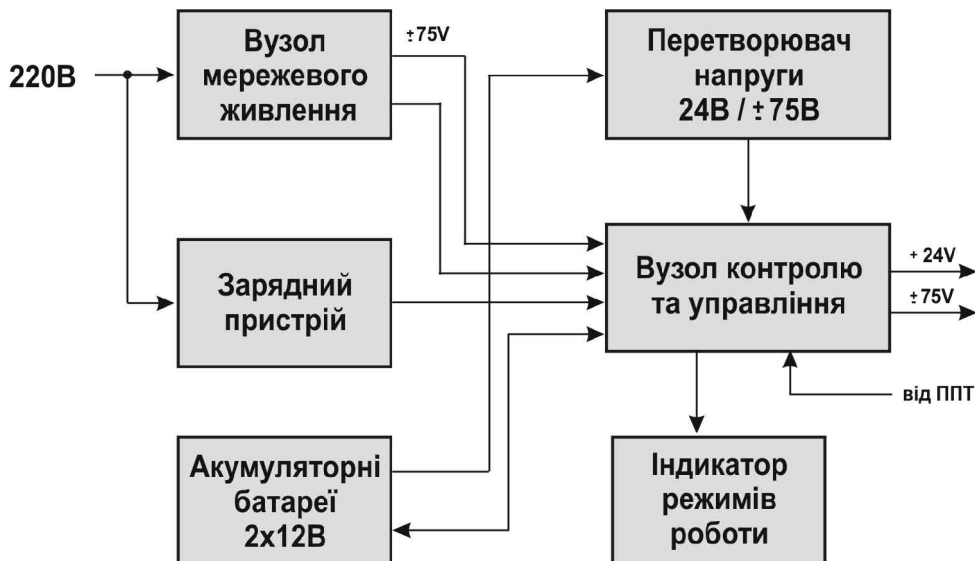 220В
Вузол
мережевого
живлення
±75V
Перетворювач
напруги
24В / ±75В
Зарядний
пристрій
Вузол контролю
та управління
+ 24V
±75V
від ППТ
Акумуляторні
батареї
2х12В
Індикатор
режимів
роботи